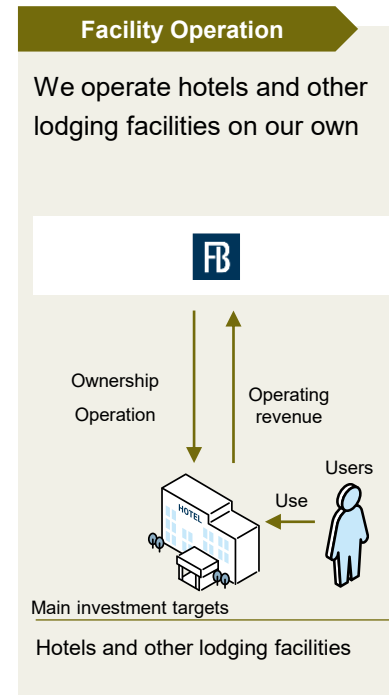 Facility Operation
We operate hotels and other
lodging facilities on our own
FB
Ownership
Operation
Operating
revenue
Users
Use
HOTEL
Main investment targets
Hotels and other lodging facilities